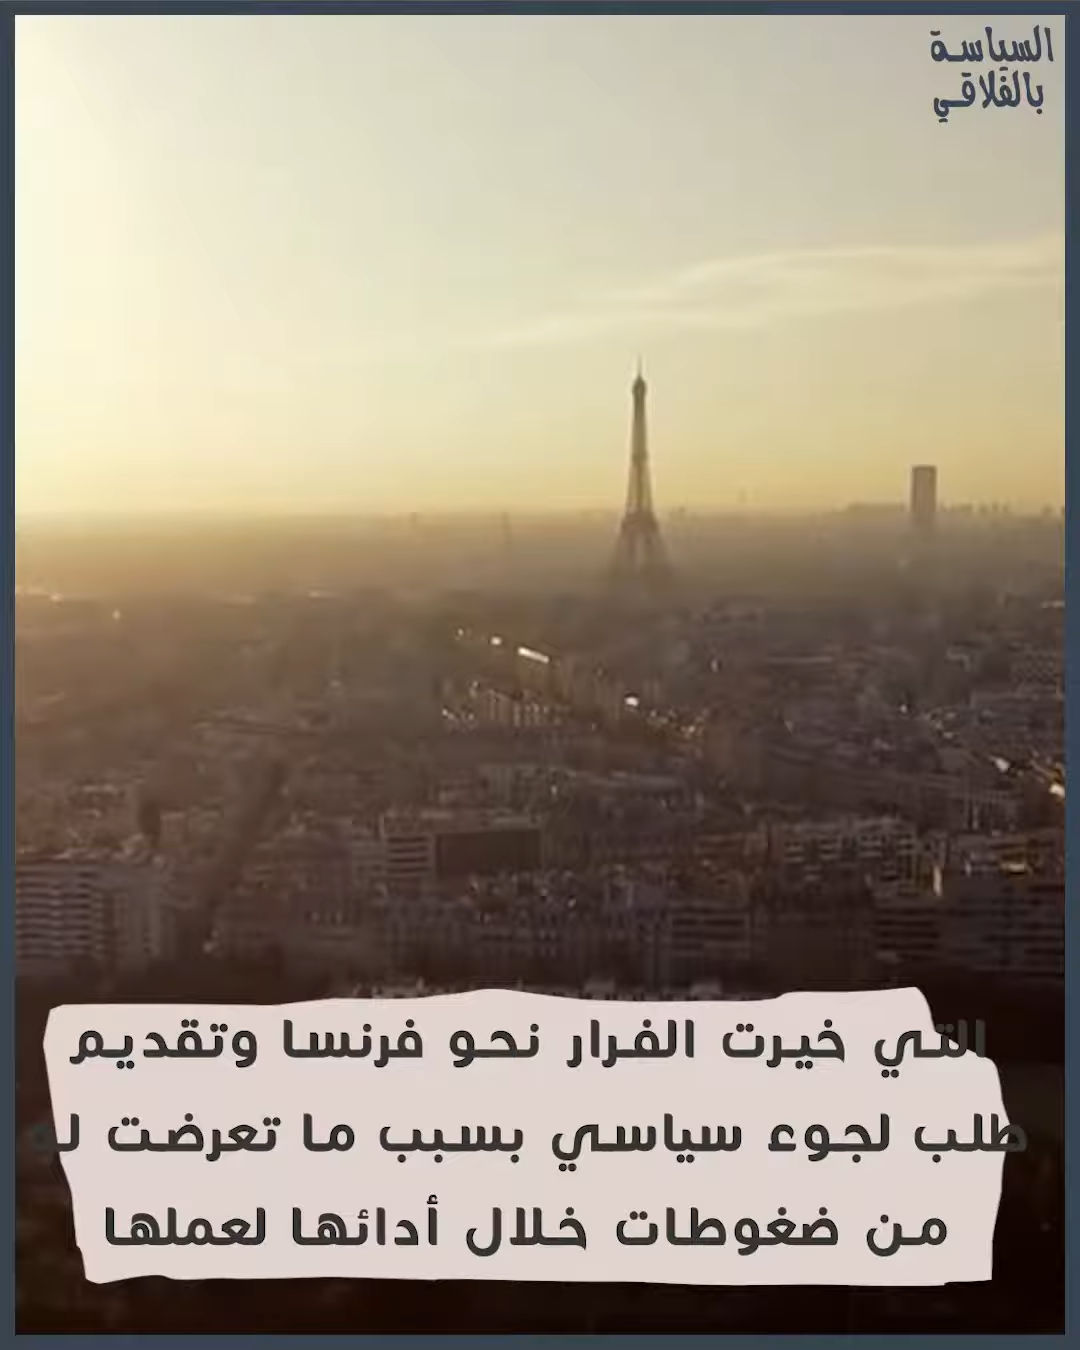 السياسة
بالفلاقي
التي خيرت الفرار نحو فرنسا وتقديم
طلب لجوء سياسي بسبب ما تعرضت له
من ضغوطات خلال أدائها لعملها